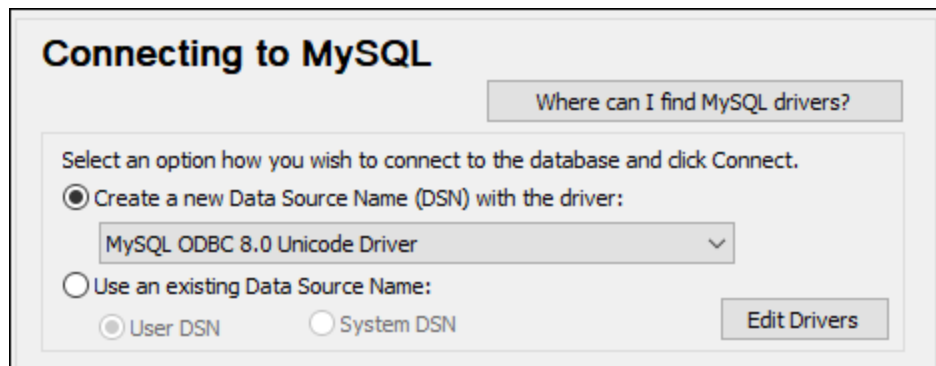 Connecting to MySQL
Where can I find MySQL drivers?
Select an option how you wish to connect to the database and click Connect.
Create a new Data Source Name (DSN) with the driver:
MySQL ODBC 8.0 Unicode Driver
Use an existing Data Source Name:
User DSN
System DSN
Edit Drivers